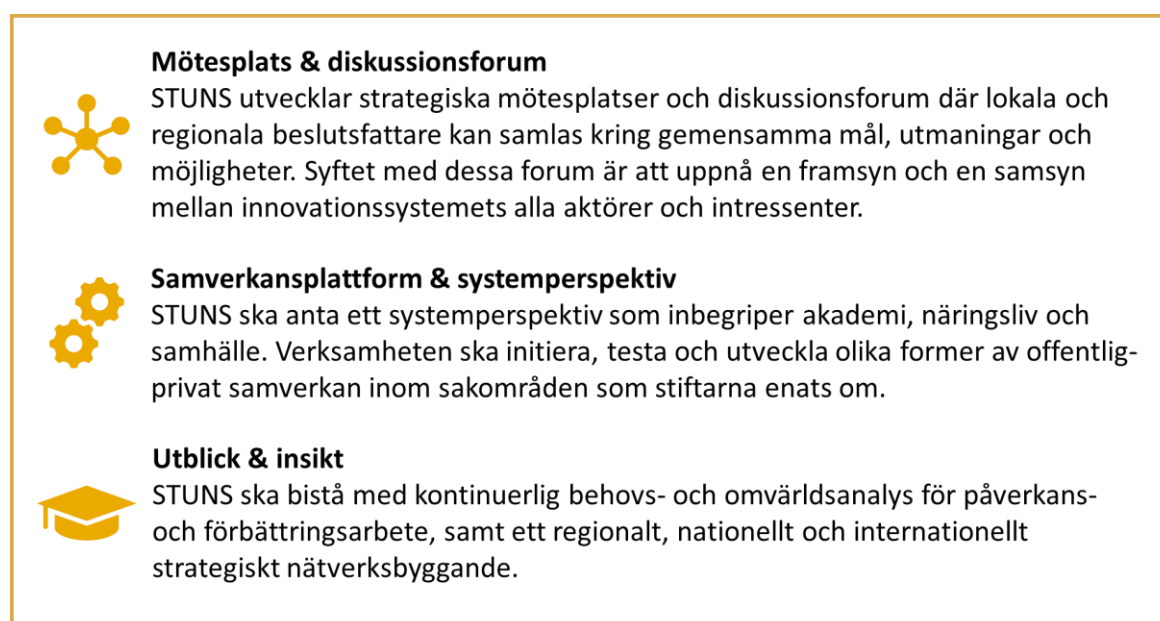 Mötesplats & diskussionsforum
STUNS utvecklar strategiska mötesplatser och diskussionsforum där lokala och
regionala beslutsfattare kan samlas kring gemensamma mål, utmaningar och
möjligheter. Syftet med dessa forum är att uppnå en framsyn och en samsyn
mellan innovationssystemets alla aktörer och intressenter.
Samverkansplattform & systemperspektiv
STUNS ska anta ett systemperspektiv som inbegriper akademi, näringsliv och
samhälle. Verksamheten ska initiera, testa och utveckla olika former av offentlig-
privat samverkan inom sakområden som stiftarna enats om.
Utblick & insikt
STUNS ska bistå med kontinuerlig behovs- och omvärldsanalys för påverkans-
och förbättringsarbete, samt ett regionalt, nationellt och internationellt
strategiskt nätverksbyggande.